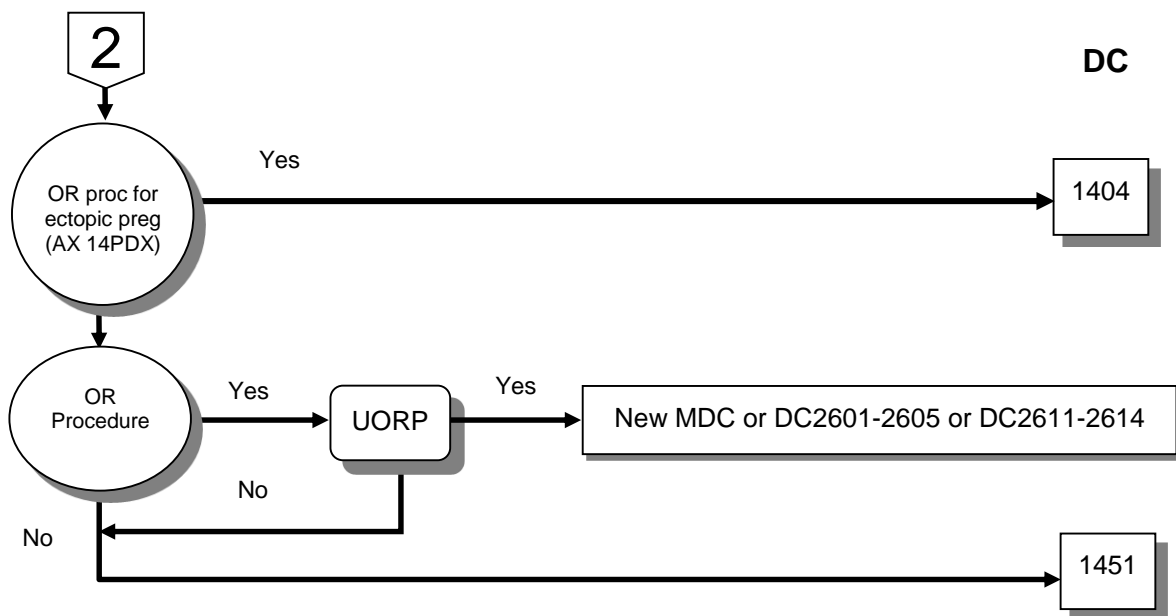 2
DC
Yes
OR proc for
ectopic preg
(AX 14PDX)
1404
OR
Procedure
Yes
UORP
Yes
New MDC or DC2601-2605 or DC2611-2614
No
No
1451